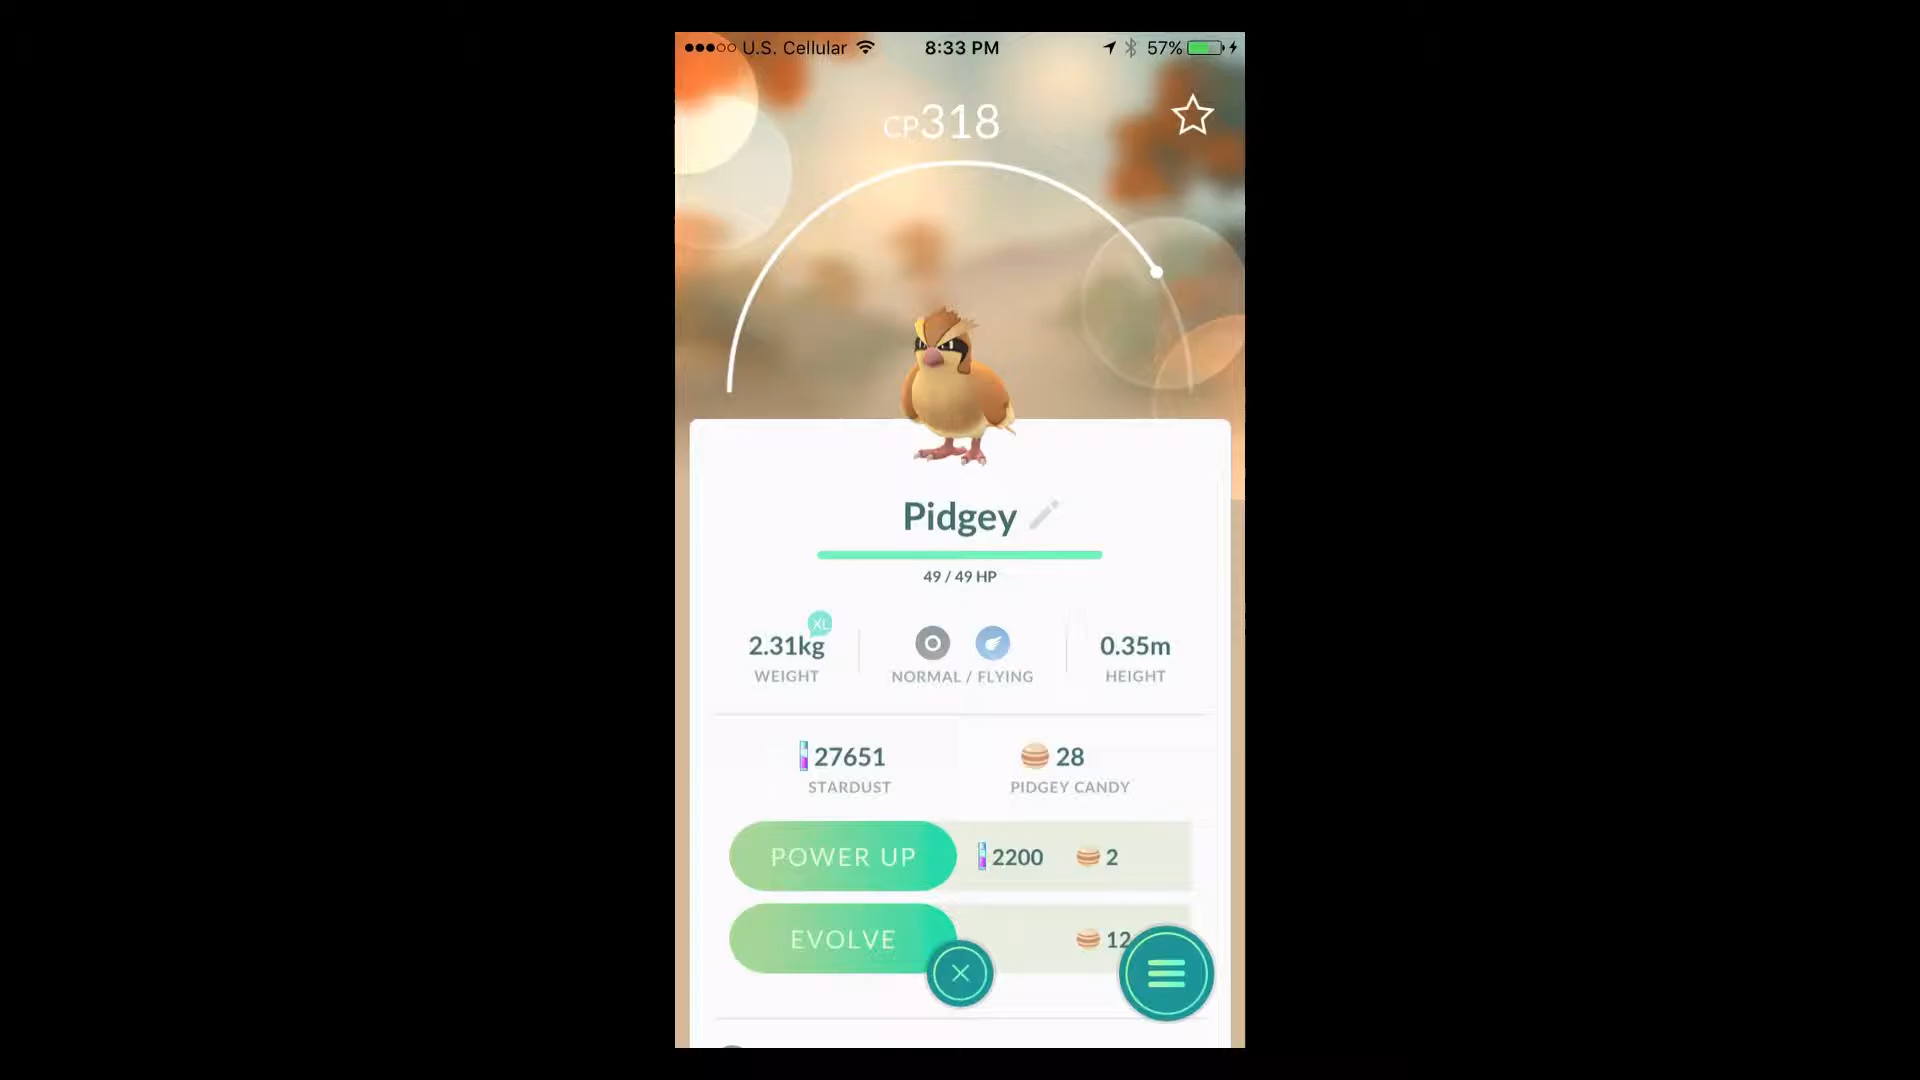 U.S. Cellular 8:33 PM 57%
CP318
Pidgey
49 / 49 HP
XL
2.31kg 0.35m
WEIGHT NORMAL / FLYING HEIGHT
27651 28
STARDUST PIDGEY CANDY
POWER UP 2200 2
EVOLVE 12